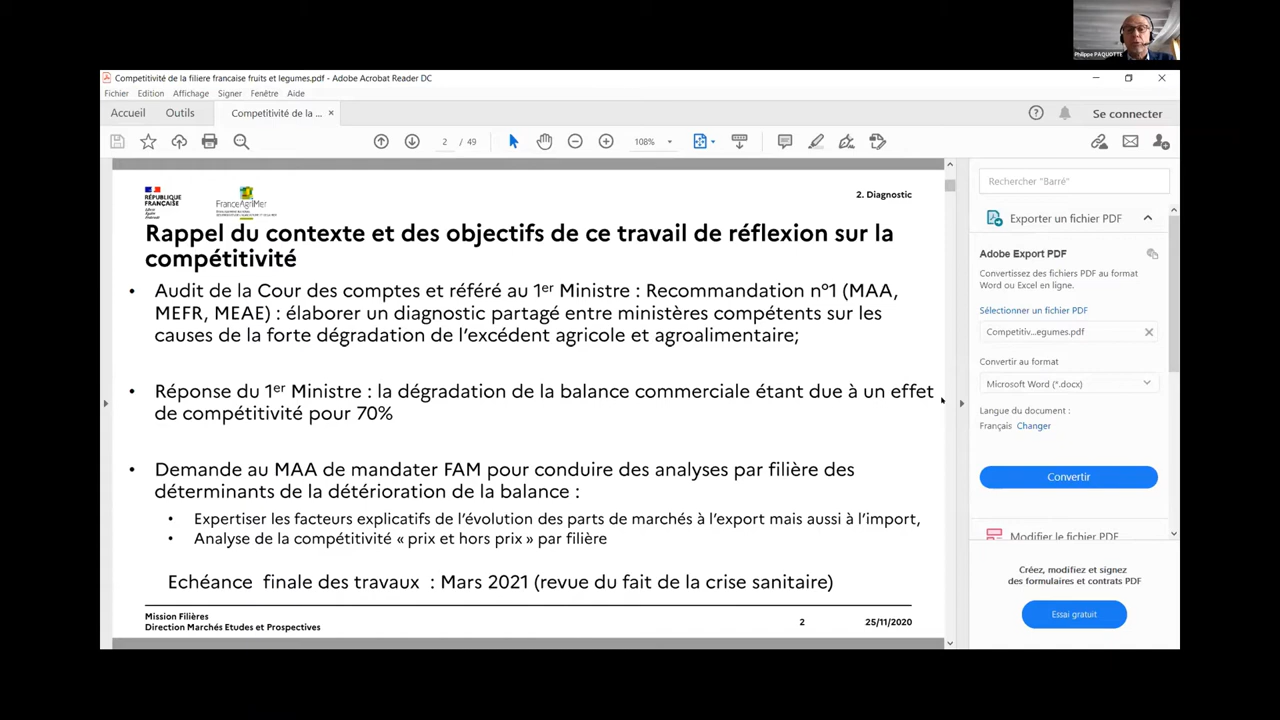 Philippe PAQUOTTE
Competitivité de la filiere francaise fruits et legumes.pdf - Adobe Acrobat Reader DC
Fichier Edition Affichage Signer Fenêtre Aide
Accueil Outils Competitivité de la ... × Se connecter
2 / 49 108%
RÉPUBLIQUE
FRANÇAISE
FranceAgriMer
2. Diagnostic
Rappel du contexte et des objectifs de ce travail de réflexion sur la
compétitivité
• Audit de la Cour des comptes et référé au 1er Ministre : Recommandation n°1 (MAA,
MEFR, MEAE) : élaborer un diagnostic partagé entre ministères compétents sur les
causes de la forte dégradation de l'excédent agricole et agroalimentaire;
• Réponse du 1er Ministre : la dégradation de la balance commerciale étant due à un effet
de compétitivité pour 70%
• Demande au MAA de mandater FAM pour conduire des analyses par filière des
déterminants de la détérioration de la balance :
• Expertiser les facteurs explicatifs de l'évolution des parts de marchés à l'export mais aussi à l'import,
• Analyse de la compétitivité « prix et hors prix » par filière
Echéance finale des travaux : Mars 2021 (revue du fait de la crise sanitaire)
Mission Filières
Direction Marchés Etudes et Prospectives
2 25/11/2020
Rechercher "Barré"
Exporter un fichier PDF
Adobe Export PDF
Convertissez des fichiers PDF au format
Word ou Excel en ligne.
Sélectionner un fichier PDF
Competitiv...egumes.pdf
Convertir au format
Microsoft Word (*.docx)
Langue du document :
Français Changer
Convertir
Modifier le fichier PDF
Créez, modifiez et signez
des formulaires et contrats PDF
Essai gratuit